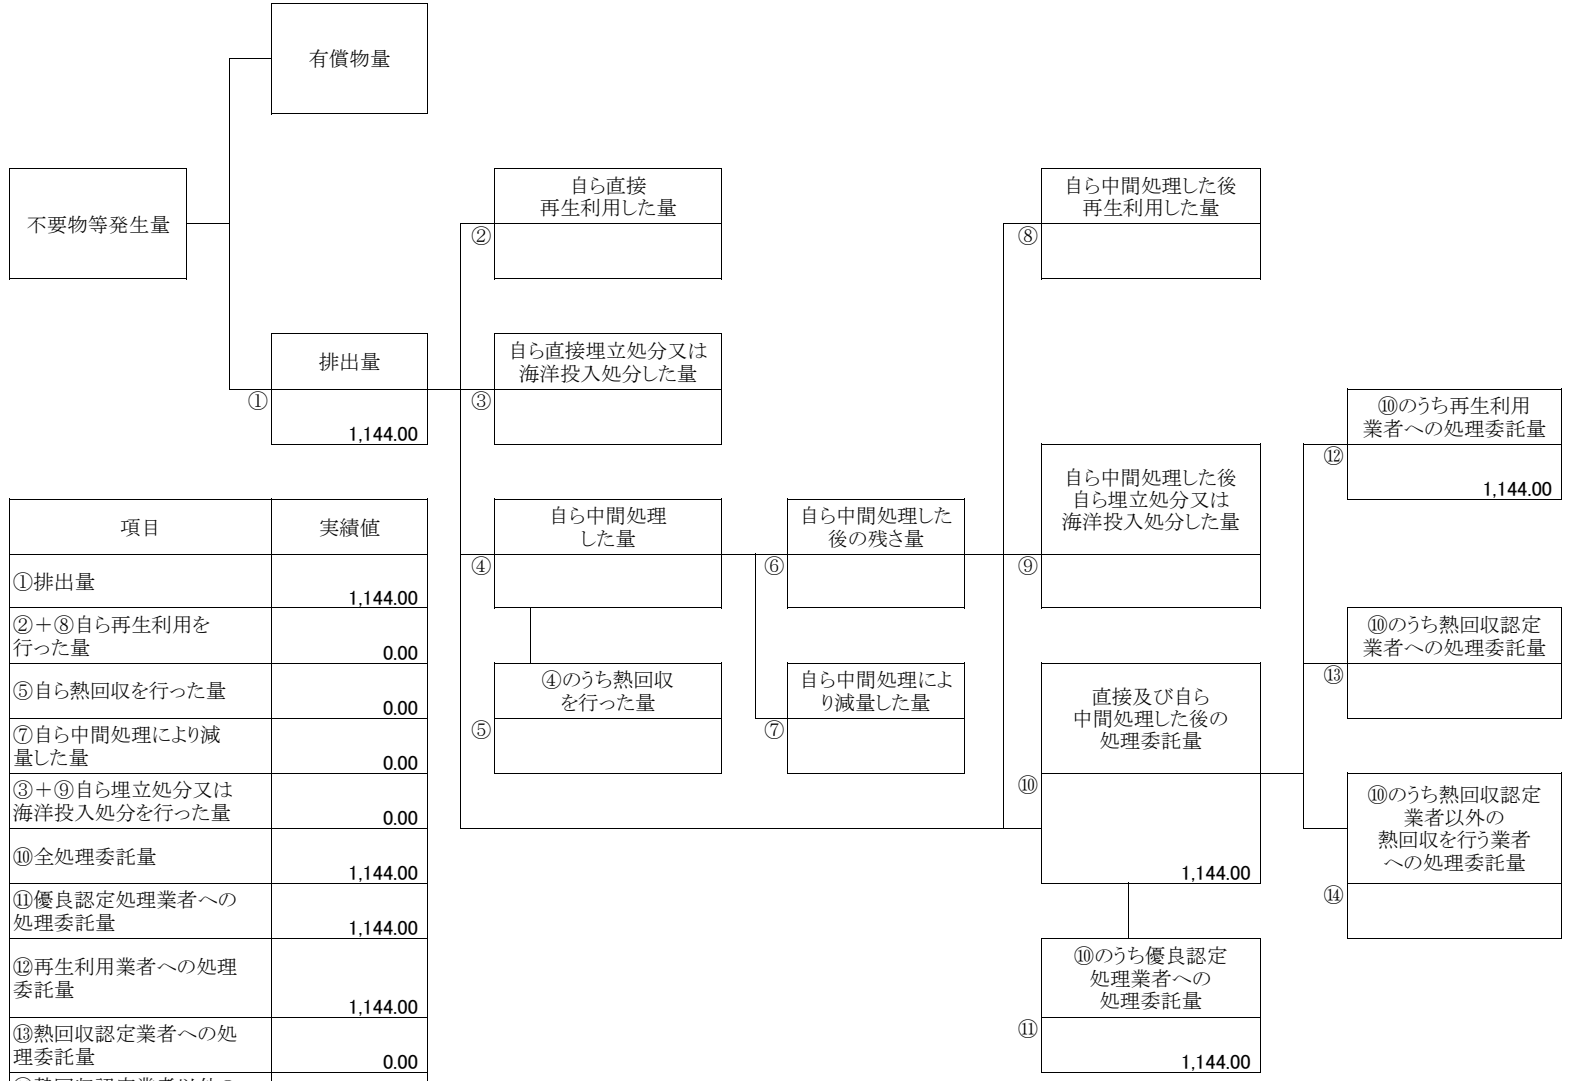 有償物量
不要物等発生量
自ら直接
再生利用した量
②
自ら中間処理した後
再生利用した量
⑧
排出量
①
1,144.00
自ら直接埋立処分又は
海洋投入処分した量
③
⑩のうち再生利用
業者への処理委託量
⑫
1,144.00
自ら中間処理
した量
④
自ら中間処理した
後の残さ量
⑥
自ら中間処理した後
自ら埋立処分又は
海洋投入処分した量
⑨
⑩のうち熱回収認定
業者への処理委託量
⑬
④のうち熱回収
を行った量
⑤
自ら中間処理によ
り減量した量
⑦
直接及び自ら
中間処理した後の
処理委託量
⑩
1,144.00
⑩のうち熱回収認定
業者以外の
熱回収を行う業者
への処理委託量
⑭
⑩のうち優良認定
処理業者への
処理委託量
⑪
1,144.00
項目 実績値
①排出量
1,144.00
②+⑧自ら再生利用を
行った量
0.00
⑤自ら熱回収を行った量
0.00
⑦自ら中間処理により減
量した量
0.00
③+⑨自ら埋立処分又は
海洋投入処分を行った量
0.00
⑩全処理委託量
1,144.00
⑪優良認定処理業者への
処理委託量
1,144.00
⑫再生利用業者への処理
委託量
1,144.00
⑬熱回収認定業者への処
理委託量
0.00